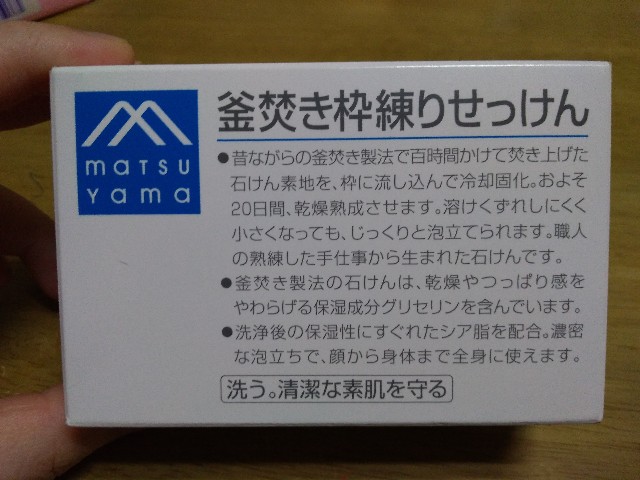 matsu
yama
釜焚き枠練りせっけん
●昔ながらの釜焚き製法で百時間かけて焚き上げた
石けん素地を、枠に流し込んで冷却固化。およそ
20日間、乾燥熟成させます。溶けくずれしにくく
小さくなっても、じっくりと泡立てられます。職人
の熟練した手仕事から生まれた石けんです。
●釜焚き製法の石けんは、乾燥やつっぱり感を
やわらげる保湿成分グリセリンを含んでいます。
●洗浄後の保湿性にすぐれたシア脂を配合。濃密
な泡立ちで、顔から身体まで全身に使えます。
洗う。清潔な素肌を守る